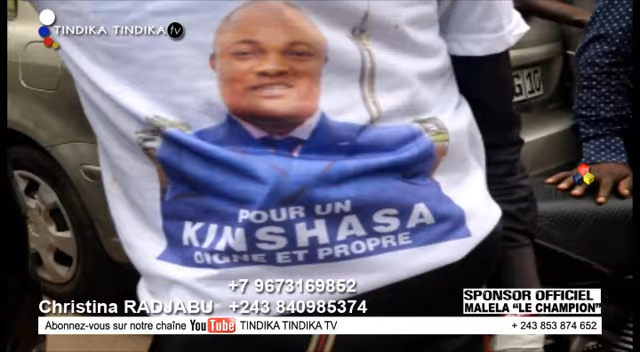 TINDIKA TINDIKA tv
G 10
POUR UN
KINSHASA
DIGNE ET PROPRE
+7 9673169852
Christina RADJABU +243 840985374
SPONSOR OFFICIEL
MALELA "LE CHAMPION"
Abonnez-vous sur notre chaîne YouTube TINDIKA TINDIKA TV
+ 243 853 874 652